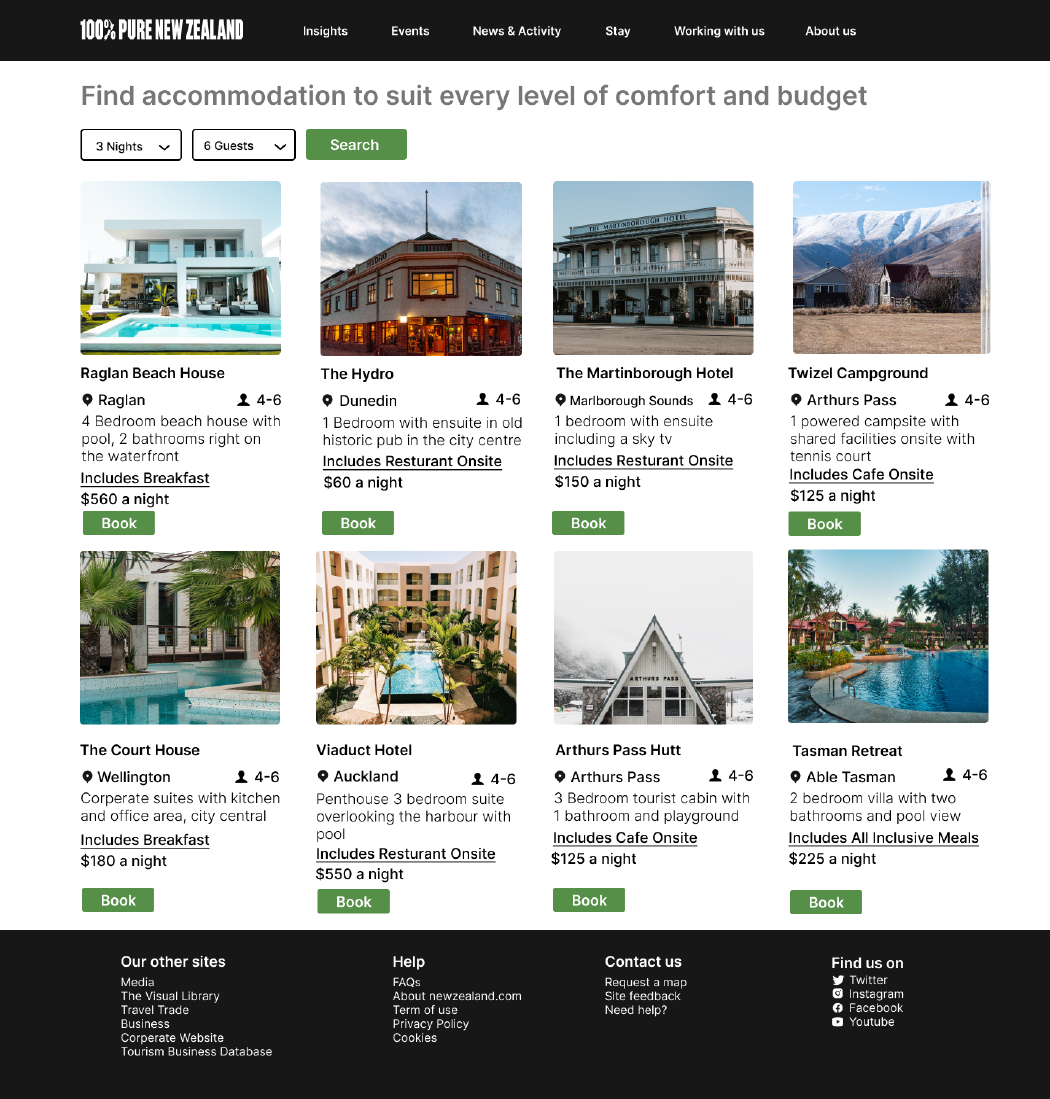 100% PURE NEW ZEALAND
Insights
Events
News & Activity
Stay
Working with us
About us
Find accommodation to suit every level of comfort and budget
3 Nights
6 Guests
Search
HYDRO
THE MARTINBOROUGH HOTEL
Raglan Beach House
Raglan
4-6
4 Bedroom beach house with
pool, 2 bathrooms right on
the waterfront
Includes Breakfast
$560 a night
Book
The Hydro
Dunedin
4-6
1 Bedroom with ensuite in old
historic pub in the city centre
Includes Resturant Onsite
$60 a night
Book
The Martinborough Hotel
Marlborough Sounds
4-6
1 bedroom with ensuite
including a sky tv
Includes Resturant Onsite
$150 a night
Book
Twizel Campground
Arthurs Pass
4-6
1 powered campsite with
shared facilities onsite with
tennis court
Includes Cafe Onsite
$125 a night
Book
ARTHURS PASS
The Court House
Wellington
4-6
Corperate suites with kitchen
and office area, city central
Includes Breakfast
$180 a night
Book
Viaduct Hotel
Auckland
4-6
Penthouse 3 bedroom suite
overlooking the harbour with
pool
Includes Resturant Onsite
$550 a night
Book
Arthurs Pass Hutt
Arthurs Pass
4-6
3 Bedroom tourist cabin with
1 bathroom and playground
Includes Cafe Onsite
$125 a night
Book
Tasman Retreat
Able Tasman
4-6
2 bedroom villa with two
bathrooms and pool view
Includes All Inclusive Meals
$225 a night
Book
Our other sites
Media
The Visual Library
Travel Trade
Business
Corperate Website
Tourism Business Database
Help
FAQs
About newzealand.com
Term of use
Privacy Policy
Cookies
Contact us
Request a map
Site feedback
Need help?
Find us on
Twitter
Instagram
Facebook
Youtube